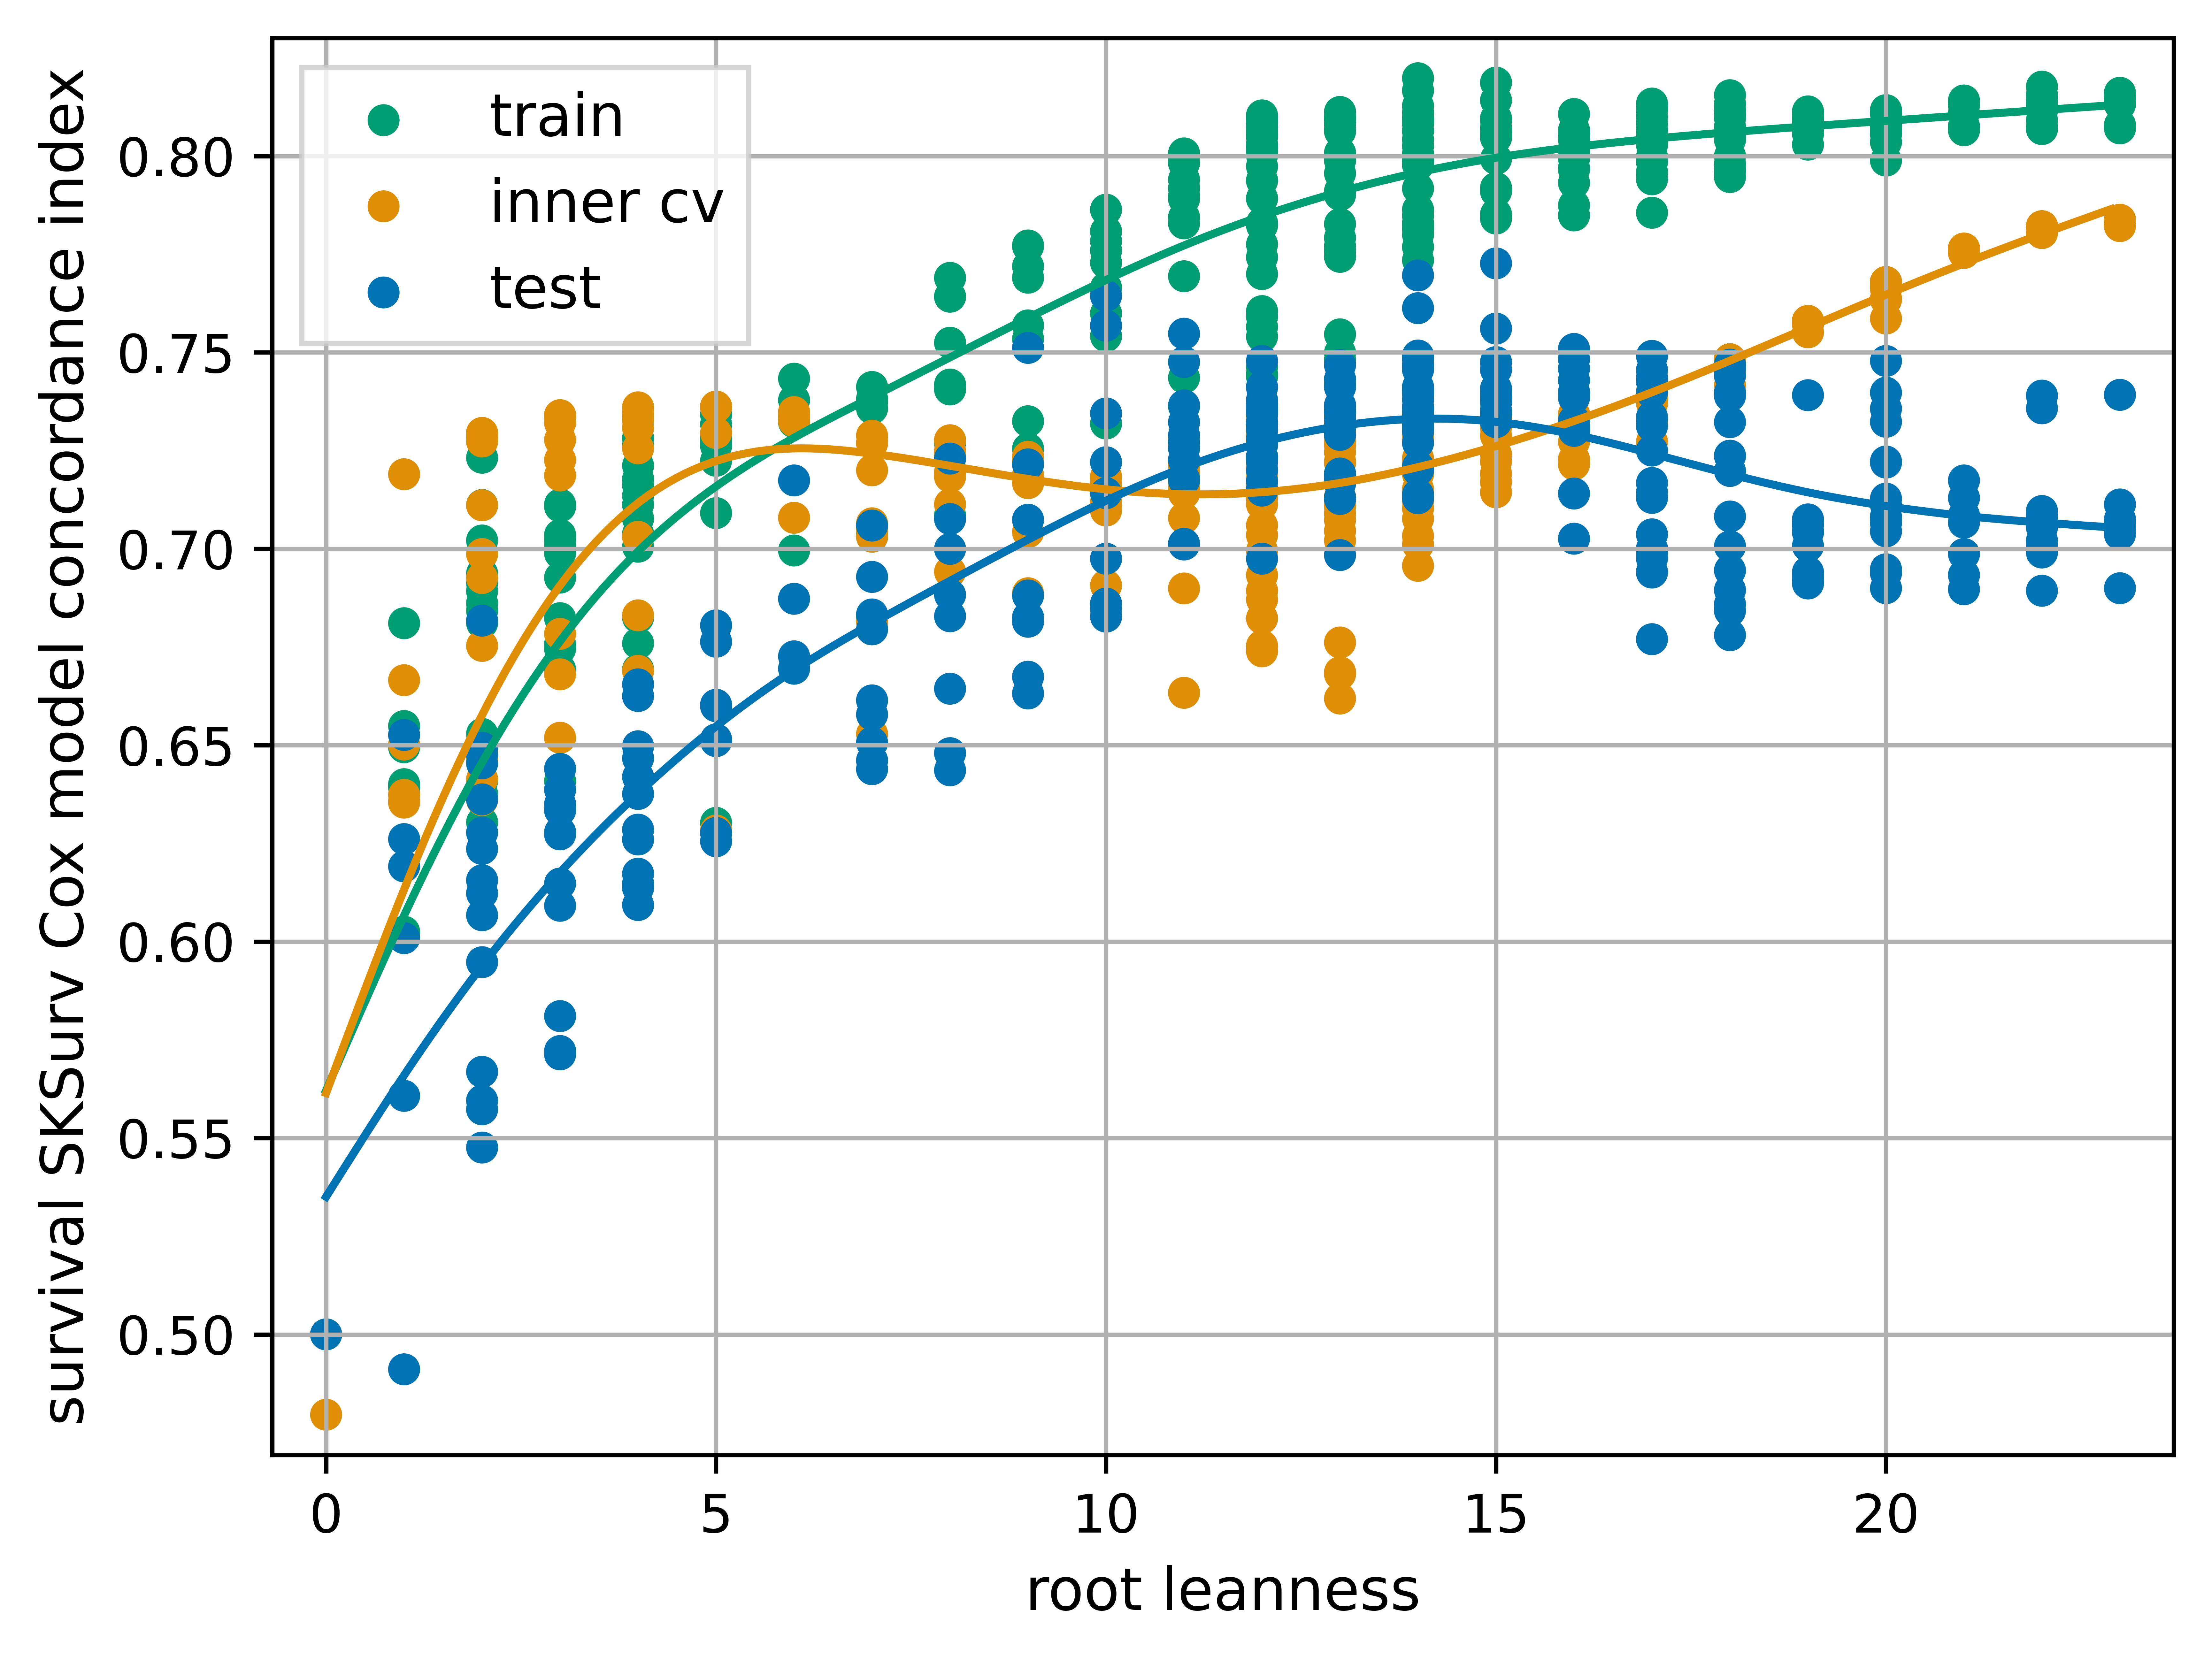 train
inner cv
test
survival SKSurv Cox model concordance index
0.80
0.75
0.70
0.65
0.60
0.55
0.50
0 5 10 15 20
root leanness